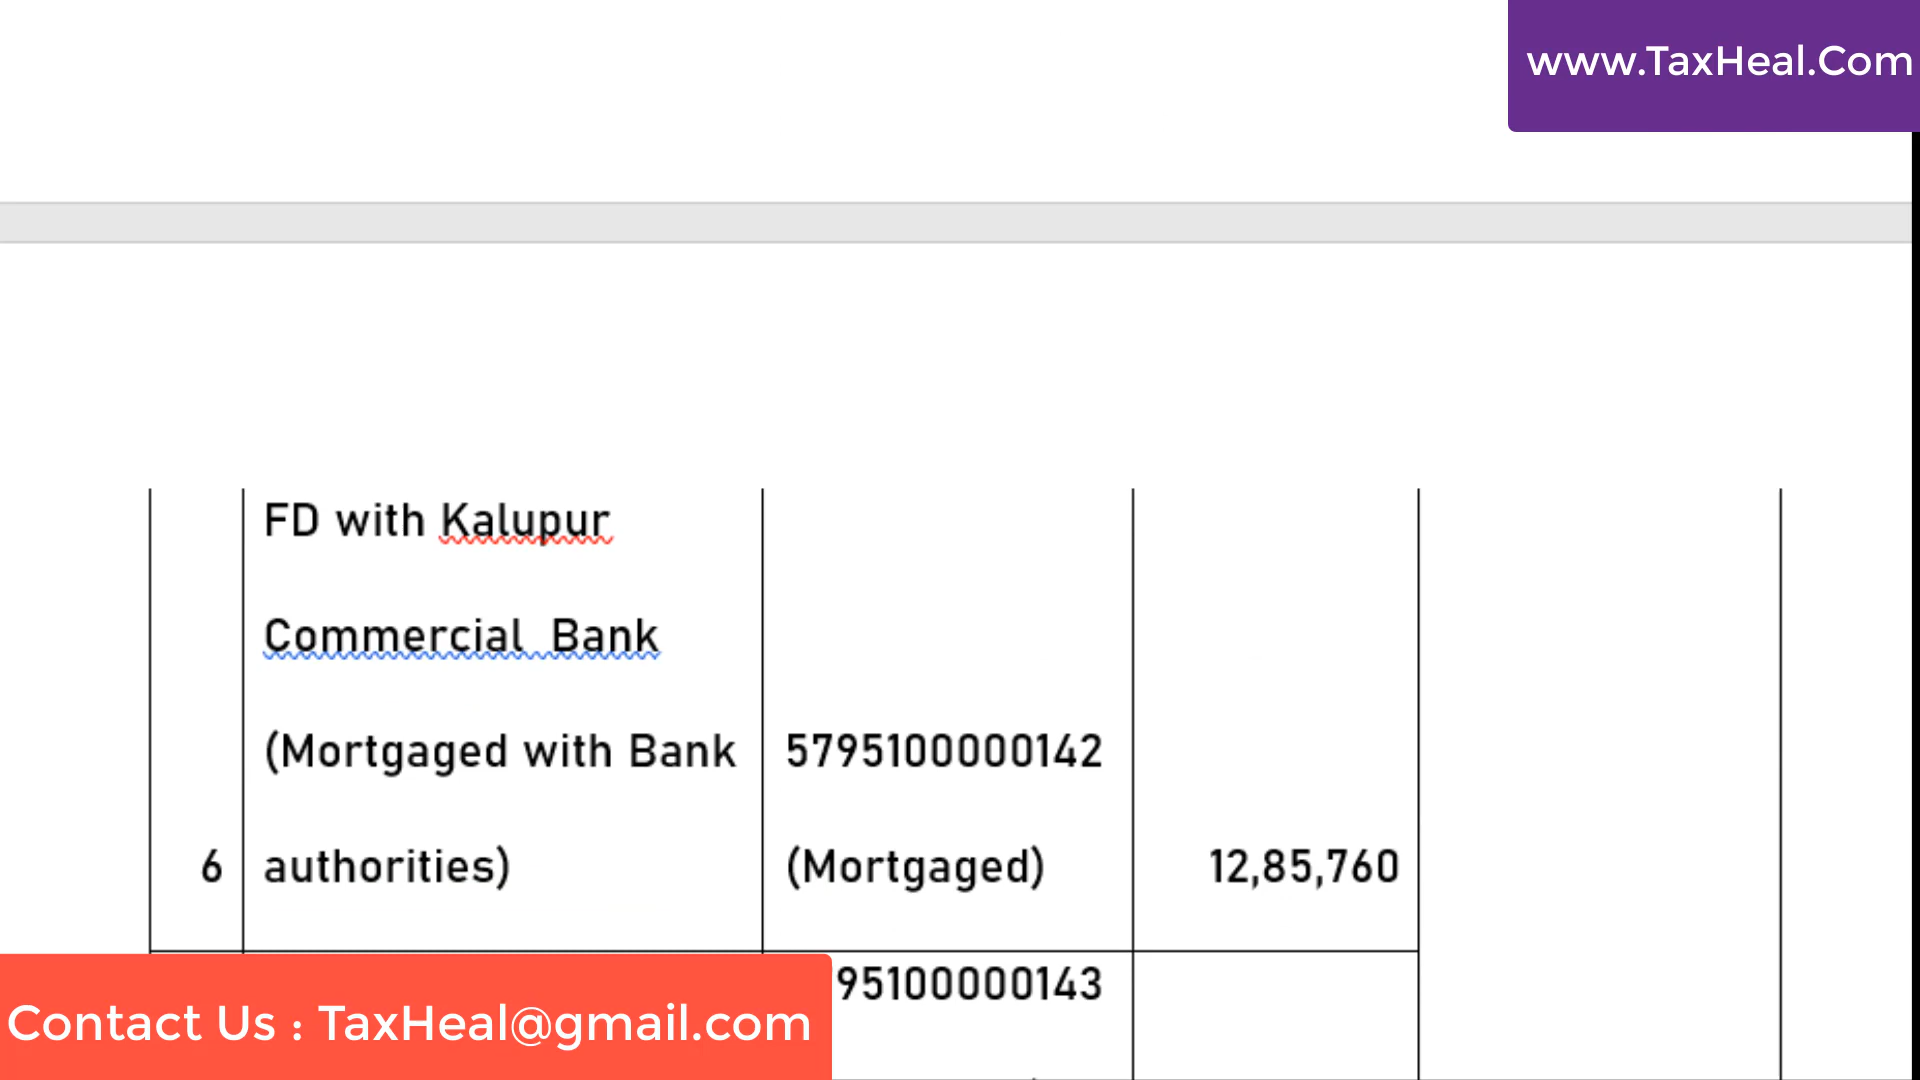 www.TaxHeal.Com
FD with Kalupur
Commercial Bank
(Mortgaged with Bank
5795100000142
6
authorities)
(Mortgaged)
12,85,760
95100000143
Contact Us : TaxHeal@gmail.com